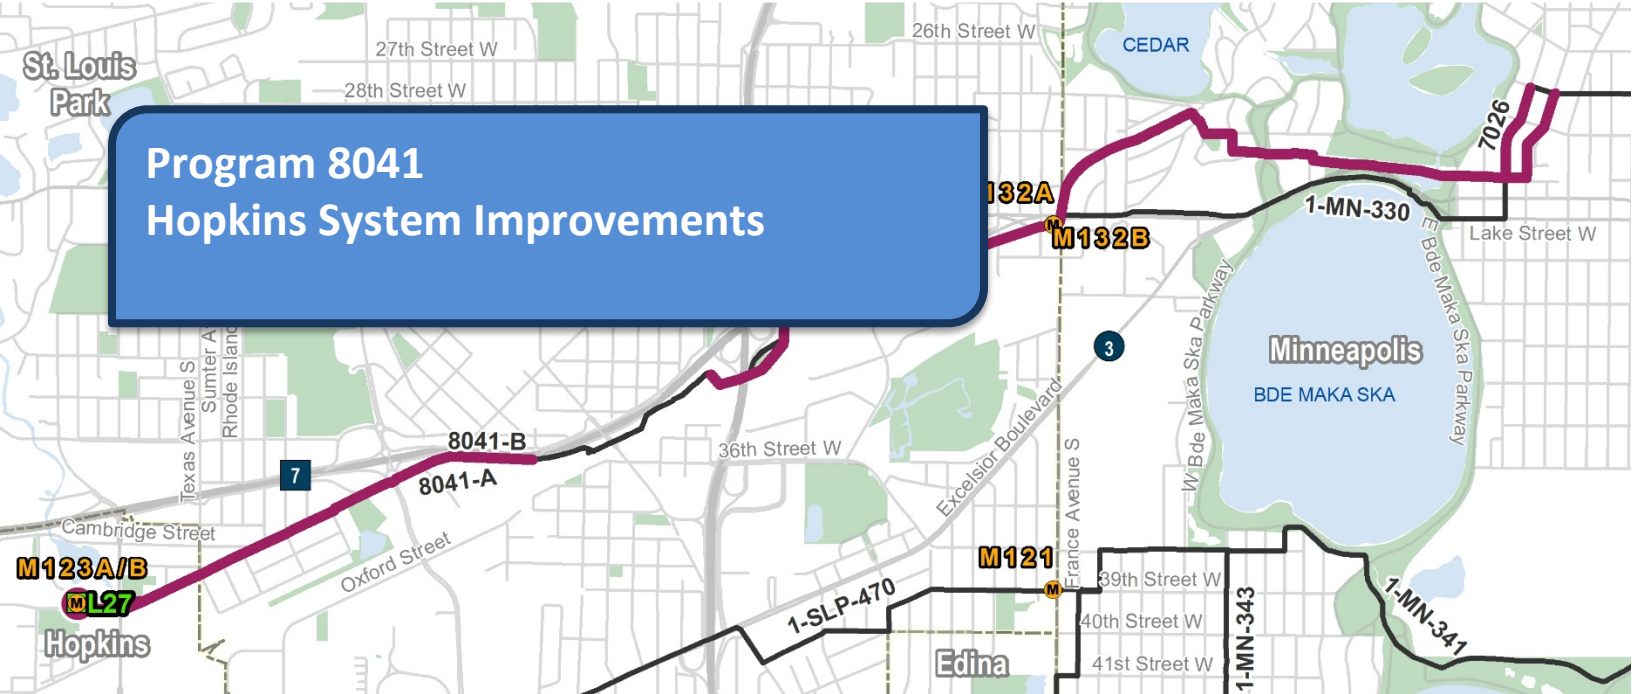 St. Louis
Park
27th Street W
28th Street W
26th Street W
CEDAR
7026
Program 8041
Hopkins System Improvements
132A
M132B
1-MN-330
Lake Street W
E Bde Maka Ska Parkway
W Bde Maka Ska Parkway
Minneapolis
BDE MAKA SKA
3
Texas Avenue S
Rhode Island
8041-B
8041-A
7
36th Street W
Excelsior Boulevard
France Avenue S
Cambridge Street
Oxford Street
M123A/B
M
L27
Hopkins
M121
M
39th Street W
40th Street W
41st Street W
1-SLP-470
1-MN-343
1-MN-341
Edina